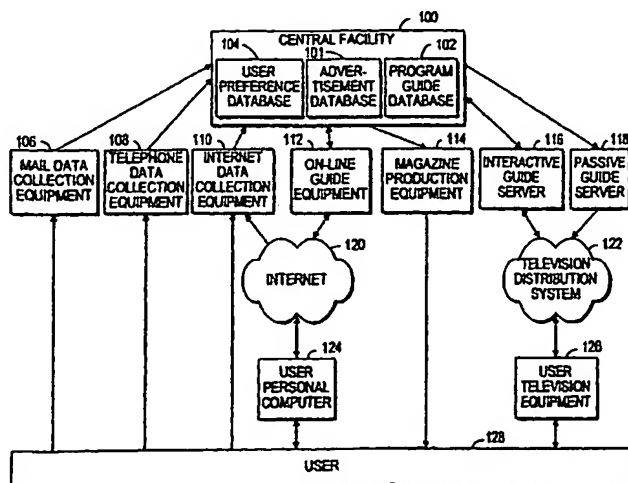 100
CENTRAL FACILITY
104
101
102
USER
PREFERENCE
DATABASE
ADVER-
TISEMENT
DATABASE
PROGRAM
GUIDE
DATABASE
106
108
110
112
114
116
118
MAIL DATA
COLLECTION
EQUIPMENT
TELEPHONE
DATA
COLLECTION
EQUIPMENT
INTERNET
DATA
COLLECTION
EQUIPMENT
ON-LINE
GUIDE
EQUIPMENT
MAGAZINE
PRODUCTION
EQUIPMENT
INTERACTIVE
GUIDE
SERVER
PASSIVE
GUIDE
SERVER
120
INTERNET
122
TELEVISION
DISTRIBUTION
SYSTEM
124
USER
PERSONAL
COMPUTER
126
USER
TELEVISION
EQUIPMENT
128
USER